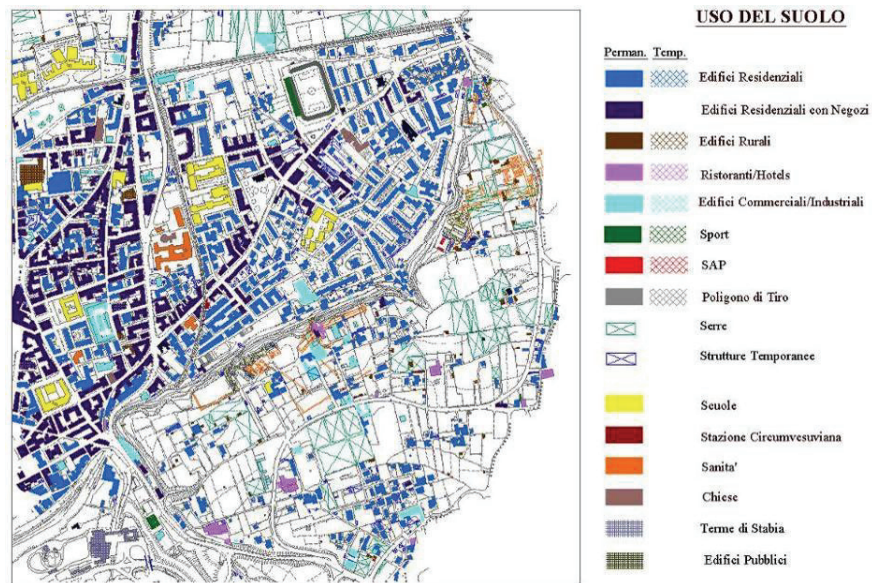 USO DEL SUOLO
Perman. Temp.
Edifici Residenziali
Edifici Residenziali con Negozi
Edifici Rurali
Ristoranti/Hotels
Edifici Commerciali/Industriali
Sport
SAP
Poligono di Tiro
Serre
Strutture Temporanee
Scuole
Stazione Circumvesuviana
Sanita'
Chiese
Terme di Stabia
Edifici Pubblici